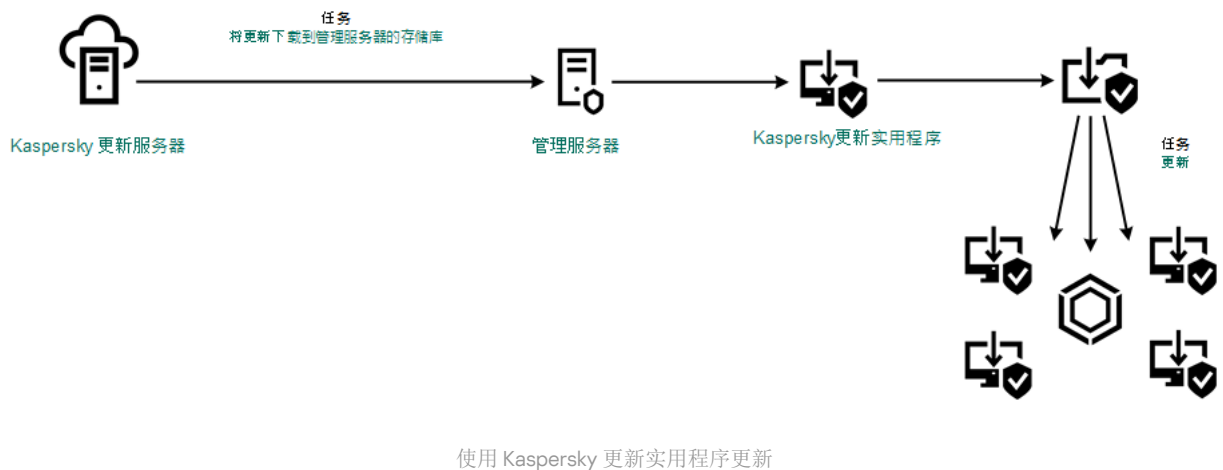 任务
将更新下载到管理服务器的存储库
Kaspersky 更新服务器
管理服务器
Kaspersky更新实用程序
任务
更新
使用 Kaspersky 更新实用程序更新